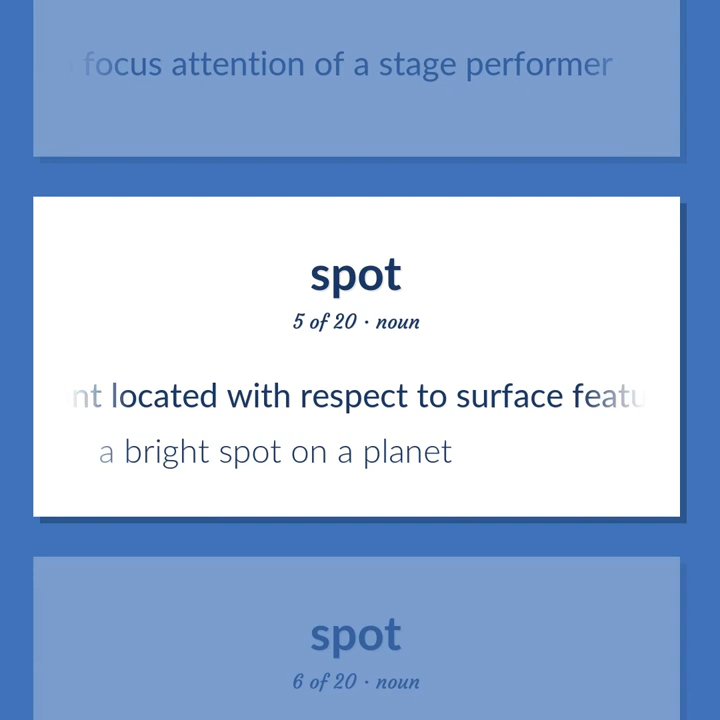 focus attention of a stage performer
spot
5 of 20 · noun
located with respect to surface
a bright spot on a planet
spot
6 of 20 · noun